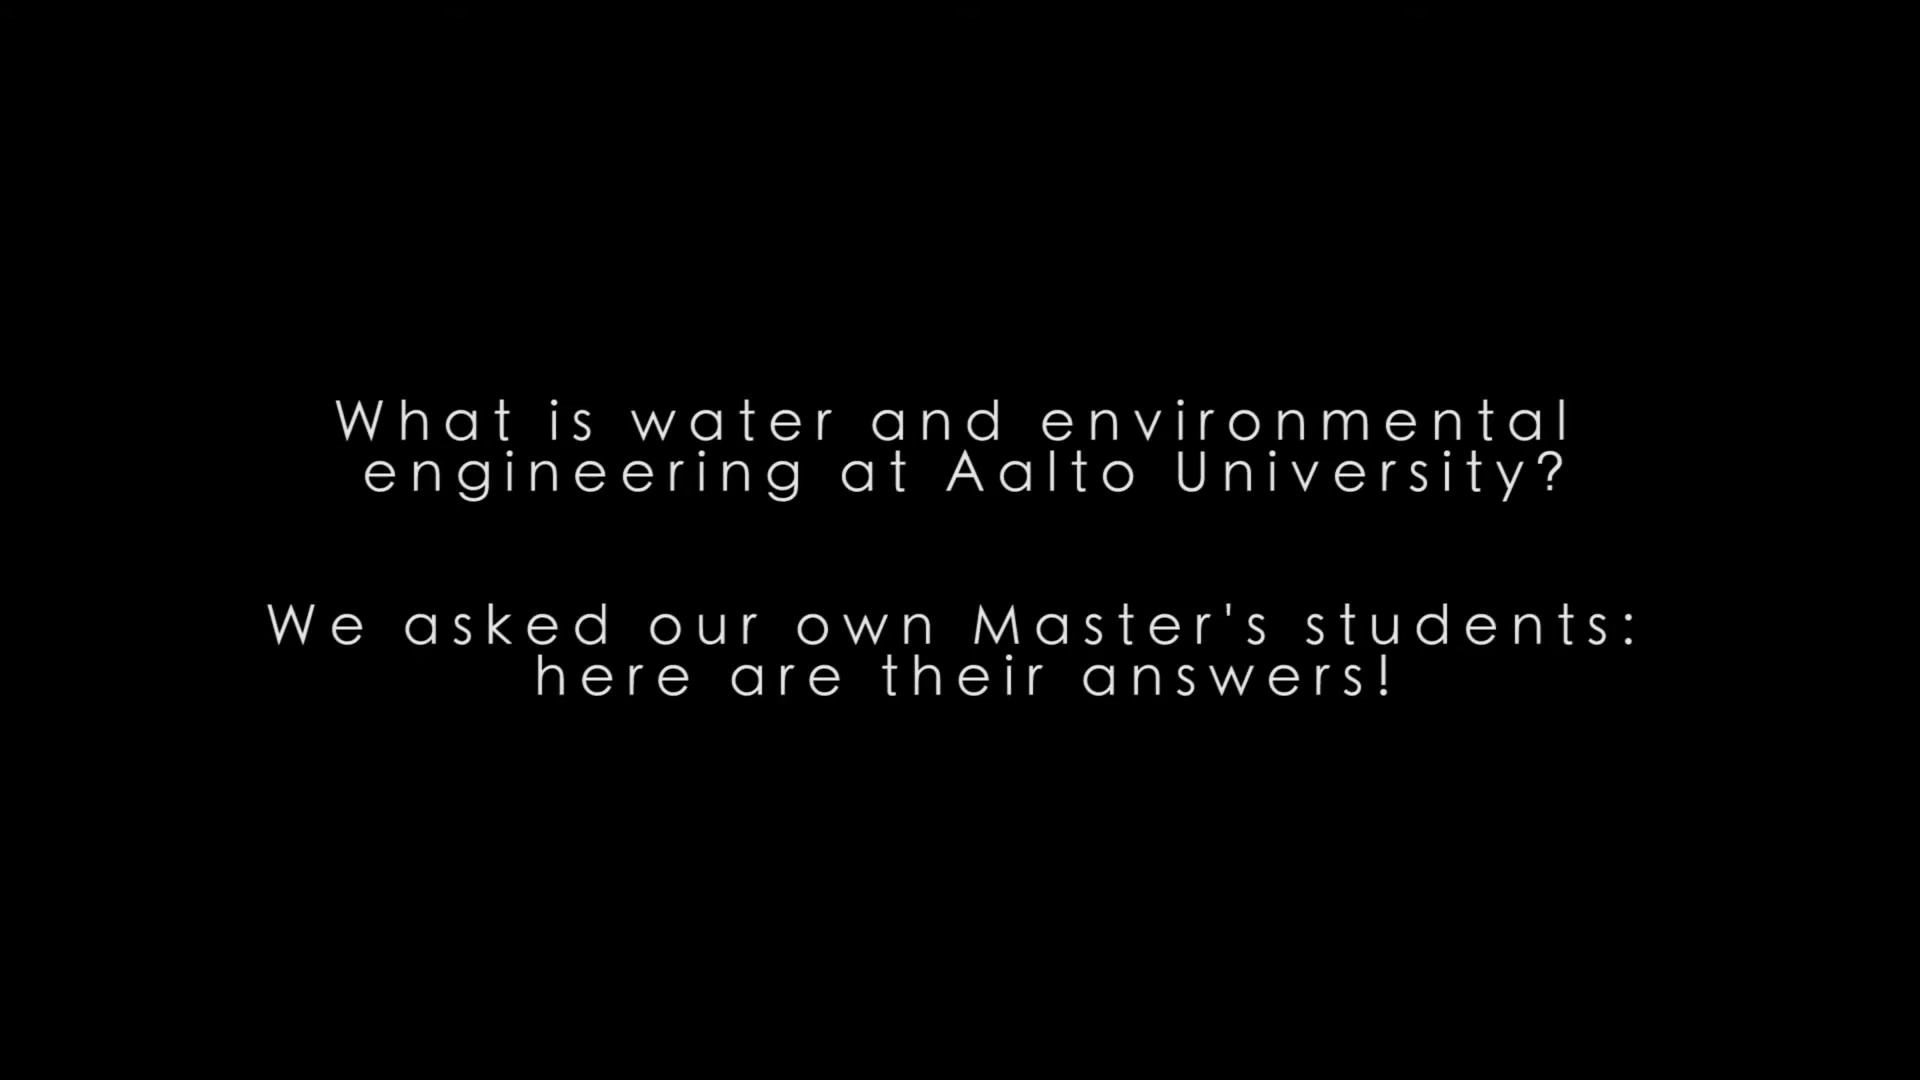 What is water and environmental
engineering at Aalto University?
We asked our own Master's students:
here are their answers!